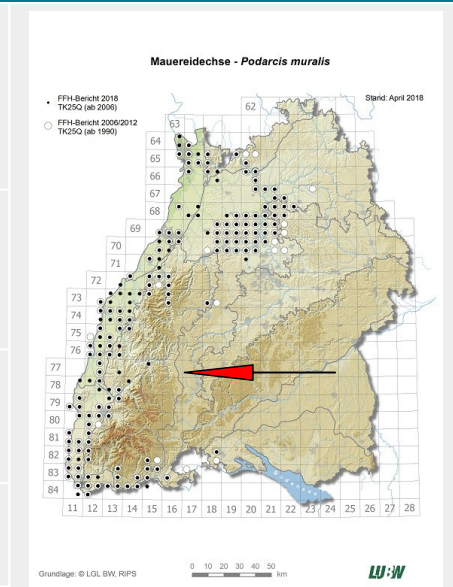 Mauereidechse - Podarcis muralis
FFH-Bericht 2018
TK25Q (ab 2006)
FFH-Bericht 2006/2012
TK25Q (ab 1990)
Stand: April 2018
62
63
64
65
66
67
68
69
70
71
72
73
74
75
76
77
78
79
80
81
82
83
84
11 12 13 14 15 16 17 18 19 20 21 22 23 24 25 26 27 28
Grundlage: © LGL BW, RIPS
0 10 20 30 40 50
km
LUBW